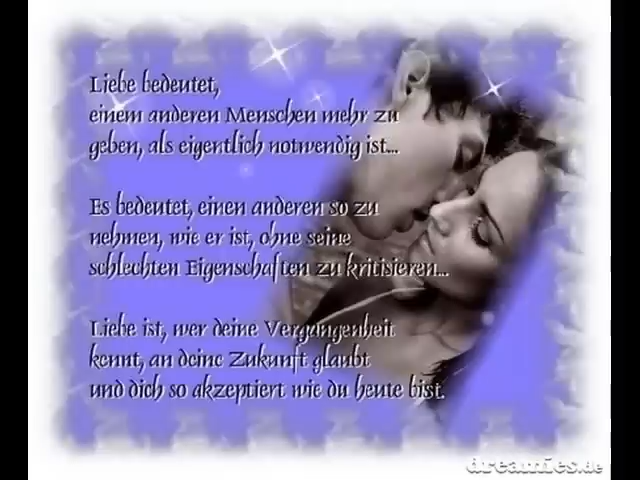 Liebe bedeutet,
einem anderen Menschen mehr zu
geben, als eigentlich notwendig ist...
Es bedeutet, einen anderen so zu
nehmen, wie er ist, ohne seine
schlechten Eigenschaften zu kritisieren...
Liebe ist, wer deine Vergangenheit
kennt, an deine Zukunft glaubt
und dich so akzeptiert wie du heute bist.
dreamies.de